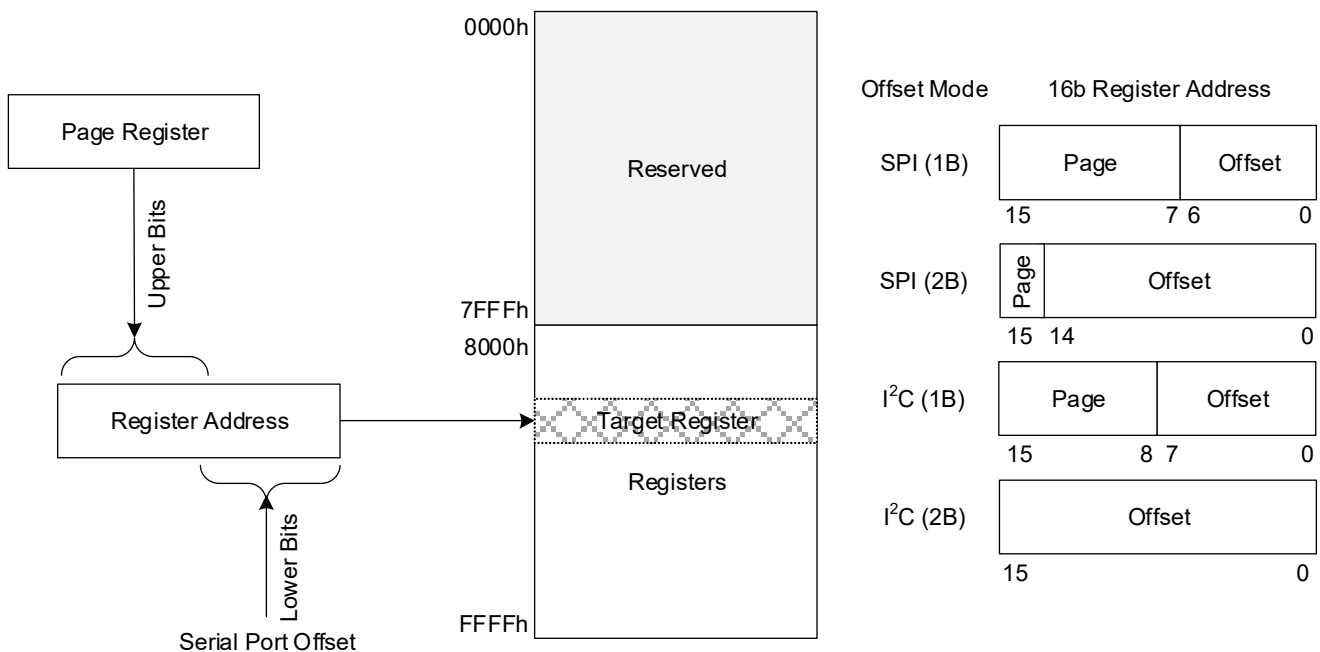 Page Register
Upper Bits
Register Address
Lower Bits
Serial Port Offset
0000h
Reserved
7FFFh
8000h
Target Register
Registers
FFFFh
Offset Mode 16b Register Address
SPI (1B) Page Offset
15 7 6 0
SPI (2B) Page Offset
15 14 0
I²C (1B) Page Offset
15 8 7 0
I²C (2B) Offset
15 0